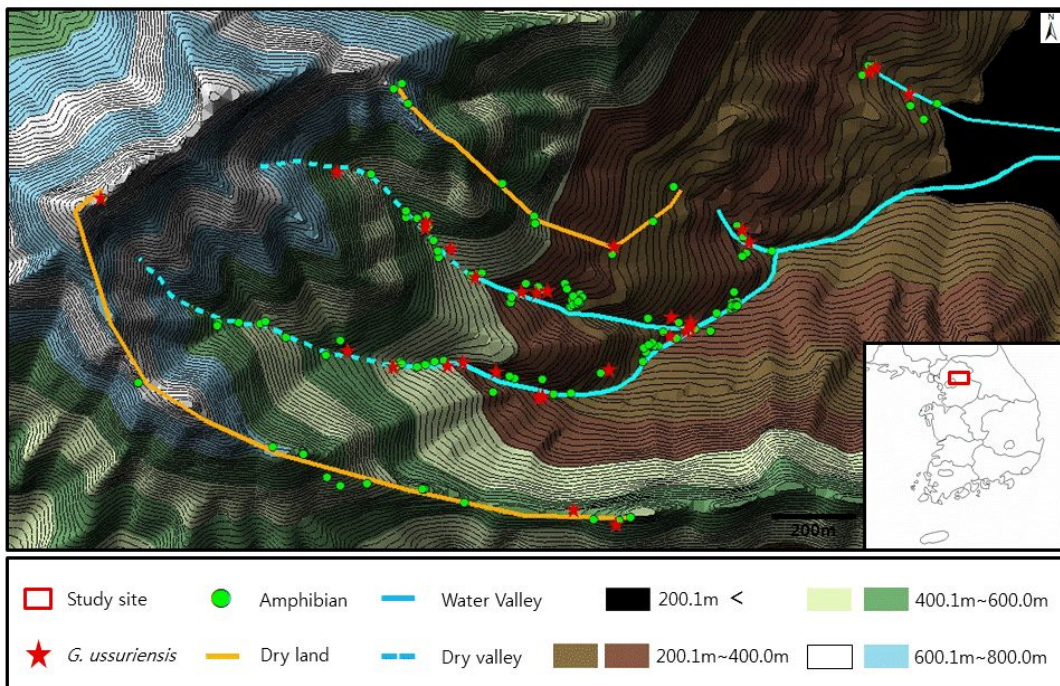 N
200m
Study site
Amphibian
Water Valley
200.1m <
400.1m~600.0m
G. ussuriensis
Dry land
Dry valley
200.1m~400.0m
600.1m~800.0m